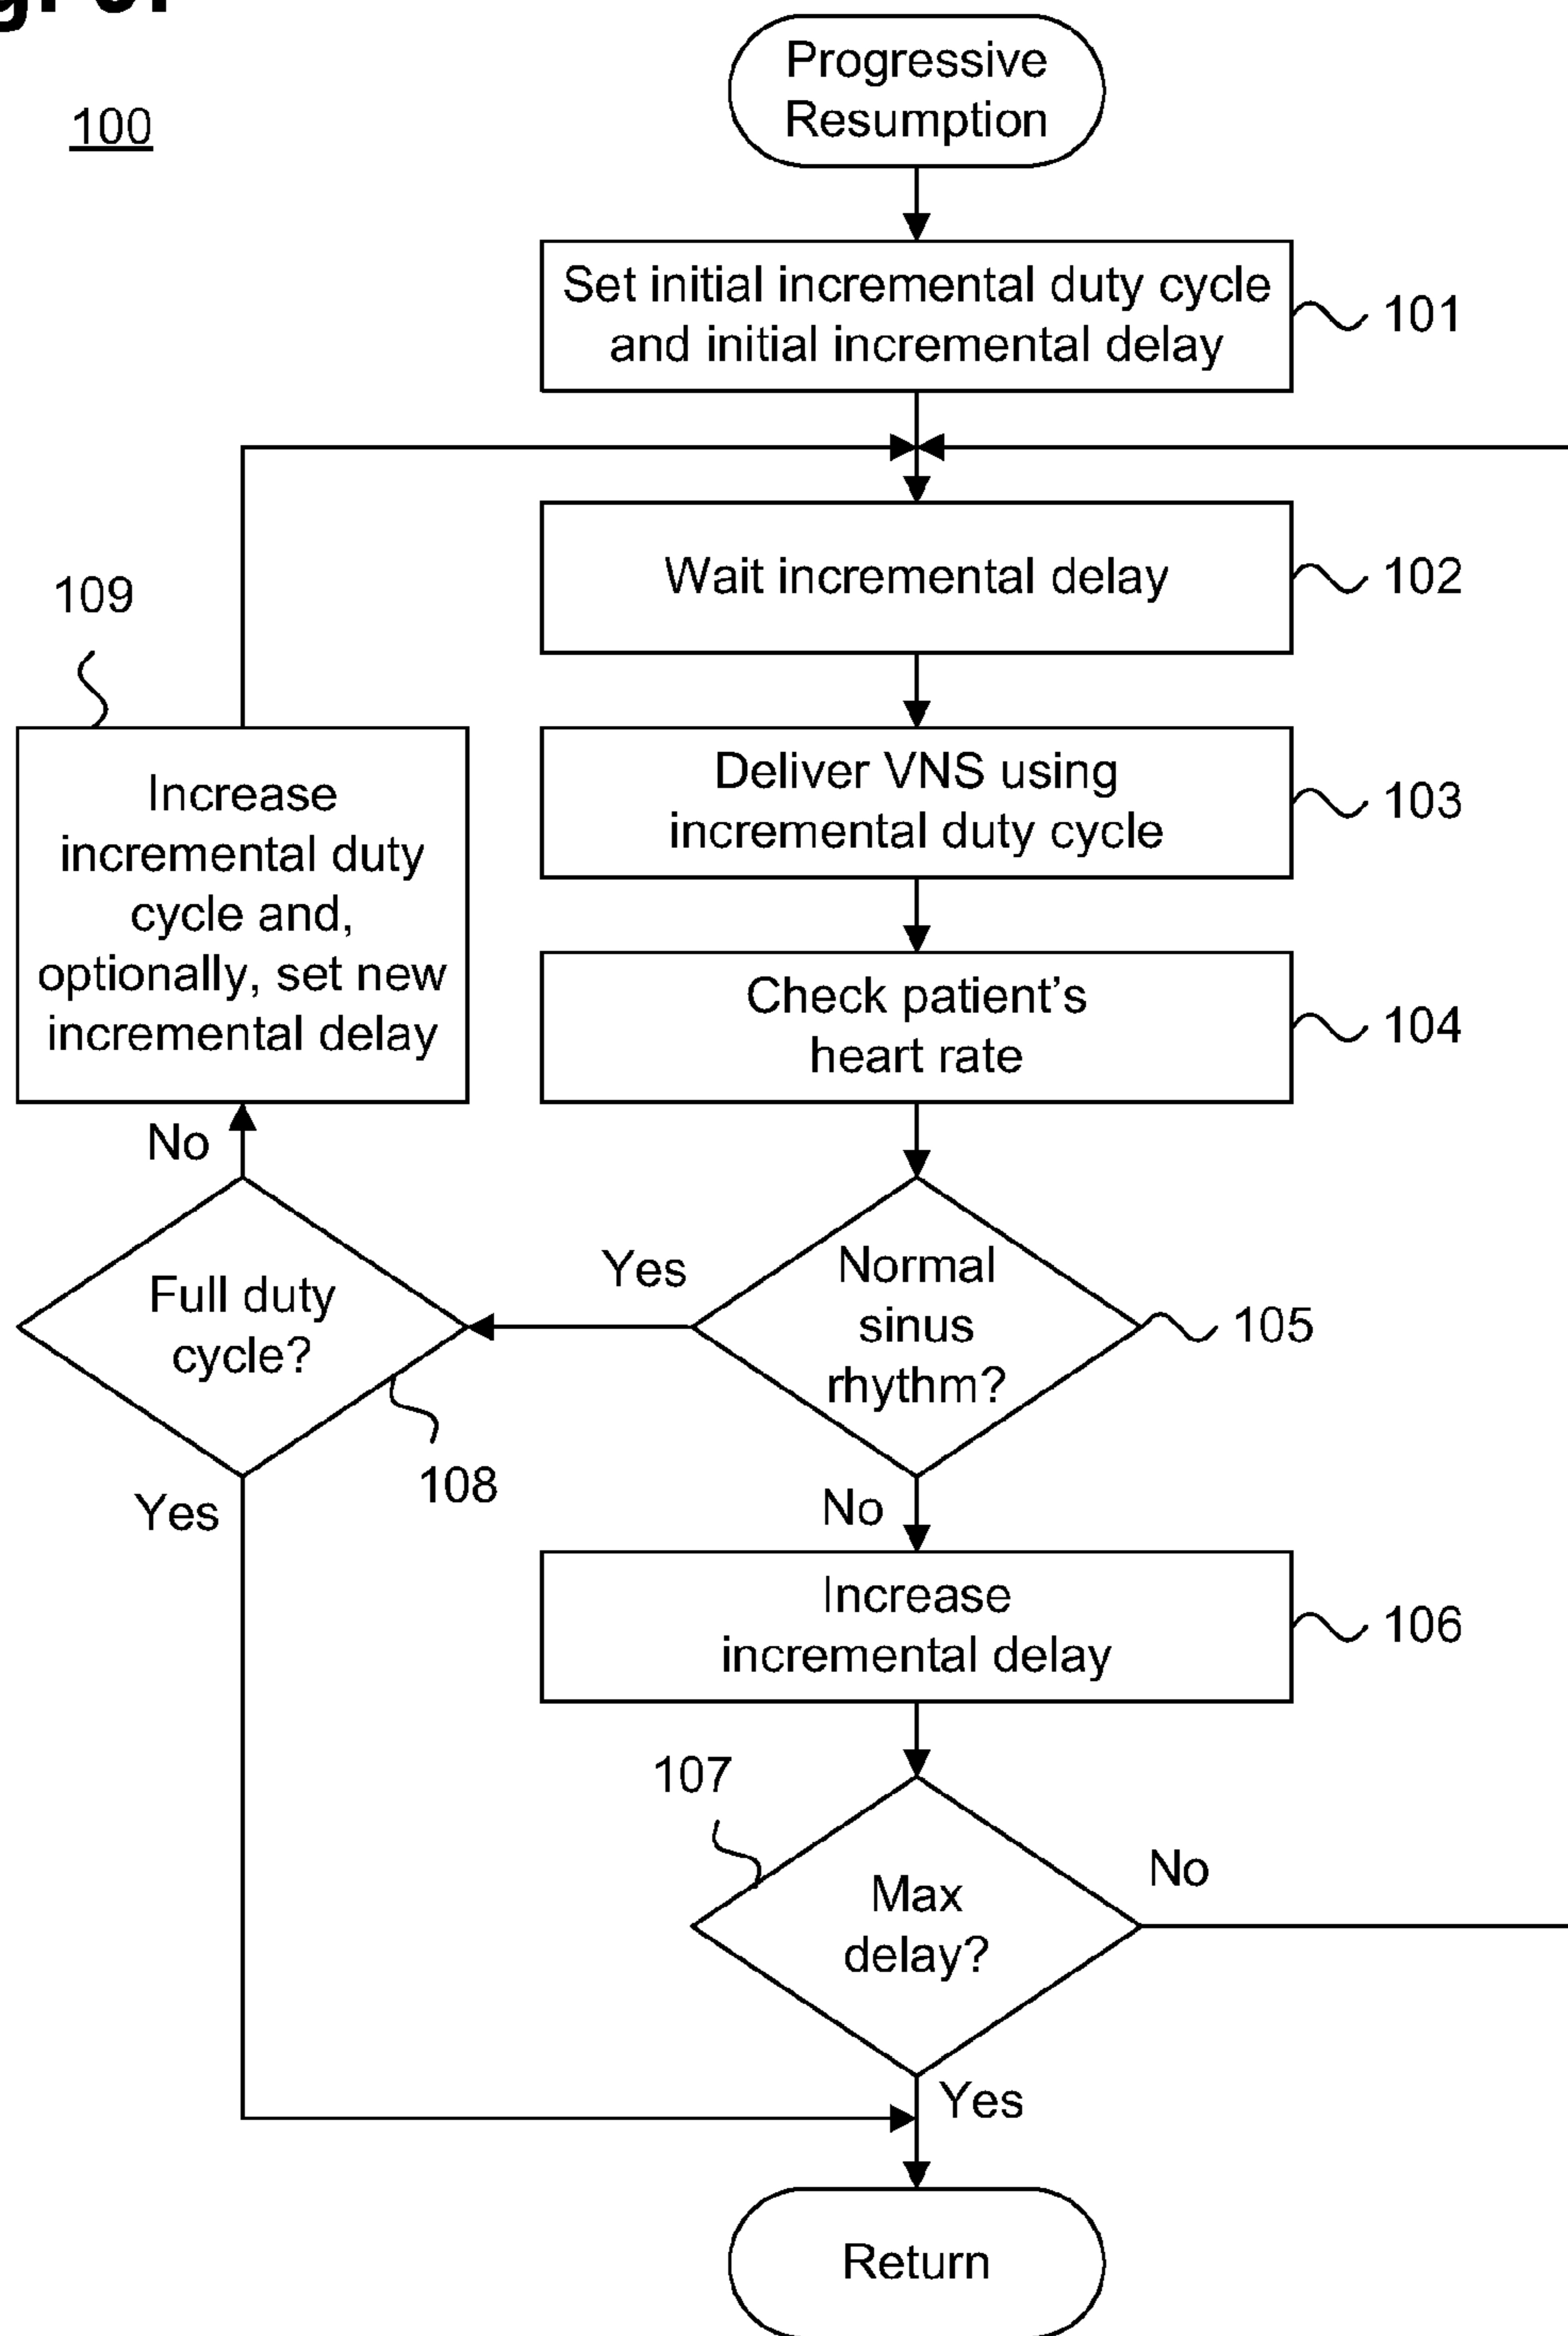 100
Progressive
Resumption
Set initial incremental duty cycle
and initial incremental delay
101
Wait incremental delay
102
109
Deliver VNS using
incremental duty cycle
103
Increase
incremental duty
cycle and,
optionally, set new
incremental delay
Check patient's
heart rate
104
No
Yes
Normal
sinus
rhythm?
105
Full duty
cycle?
108
Yes
No
Increase
incremental delay
106
107
Max
delay?
No
Yes
Return